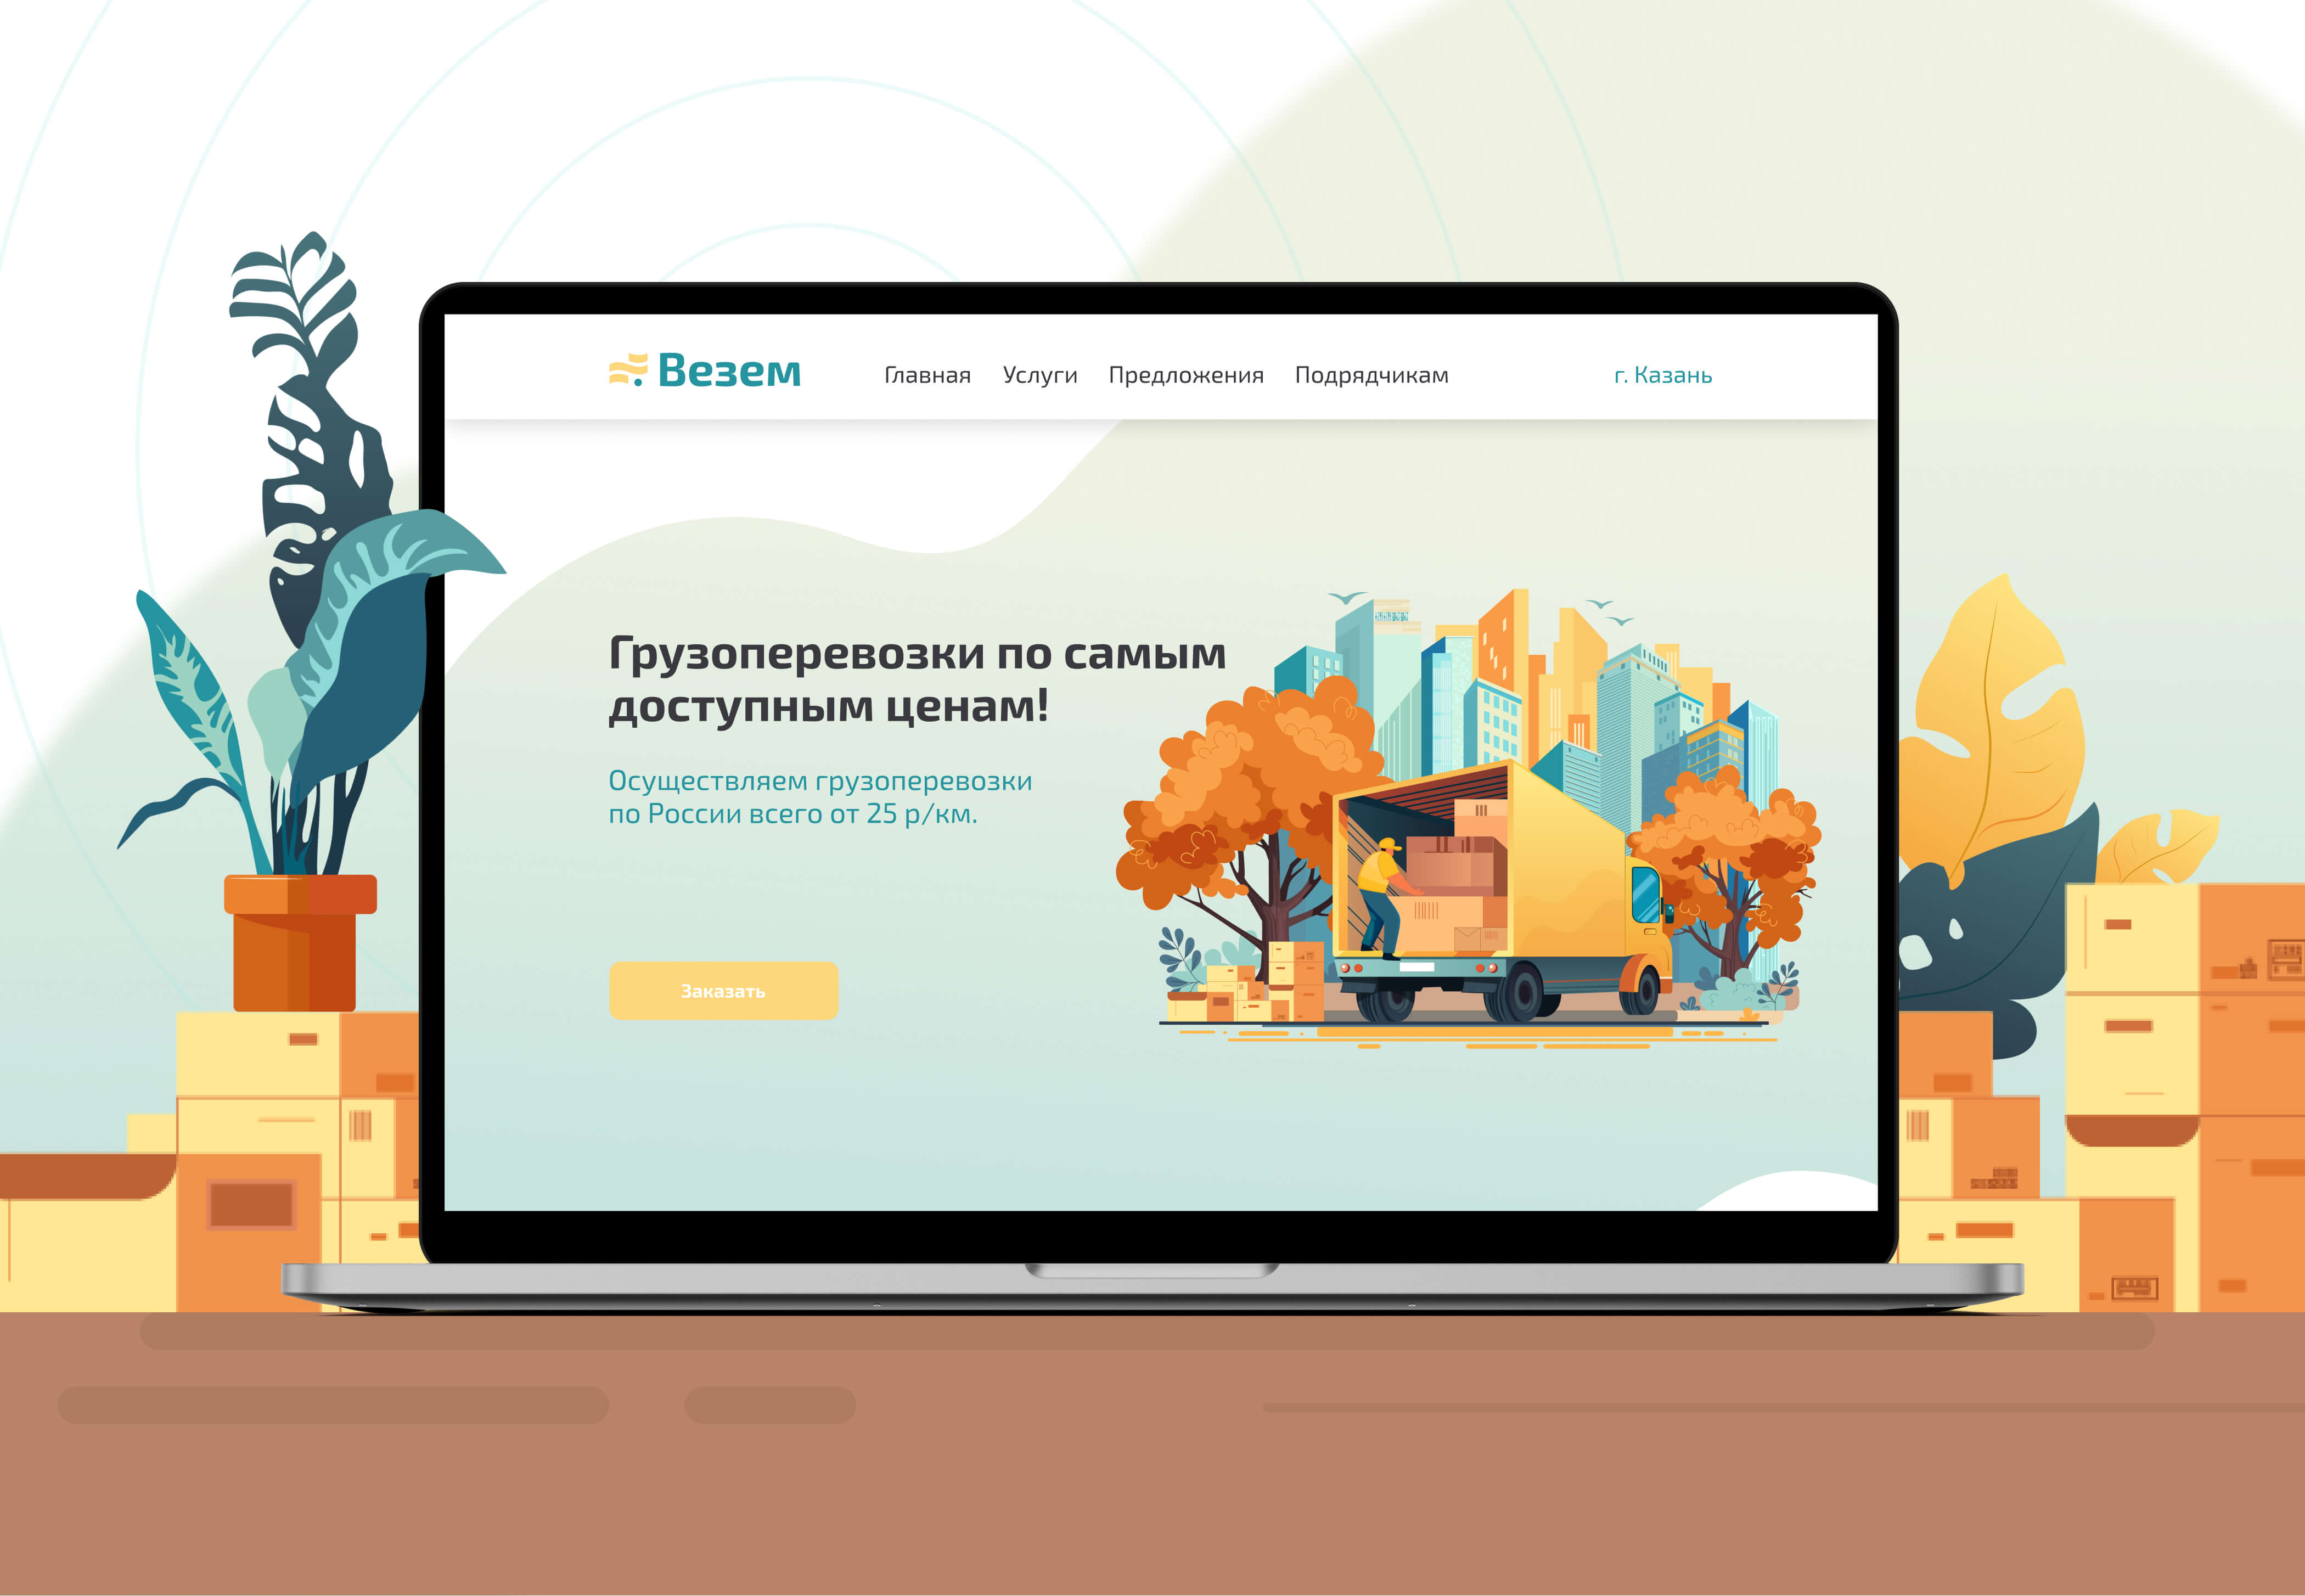 Везем
Главная
Услуги
Предложения
Подрядчикам
г. Казань
Грузоперевозки по самым
доступным ценам!
Осуществляем грузоперевозки
по России всего от 25 р/км.
Заказать